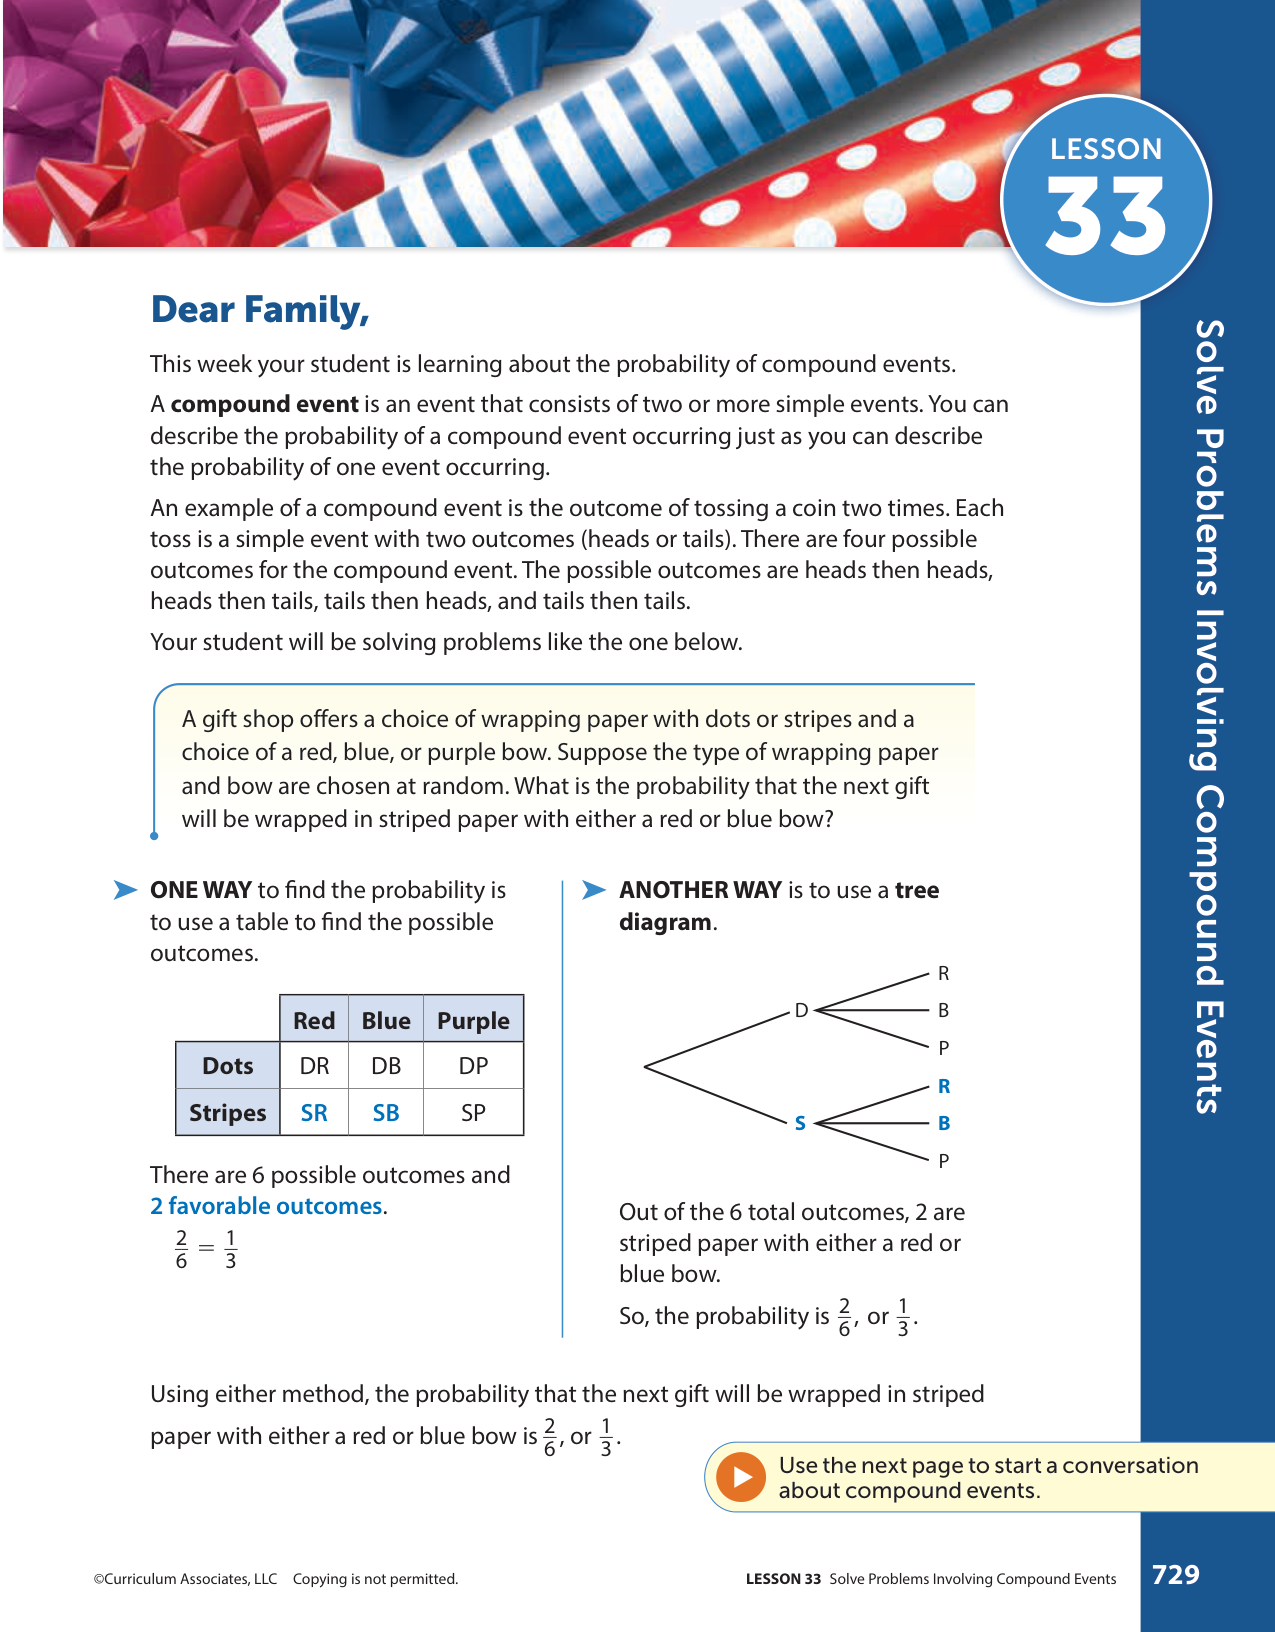 LESSON
33
Solve Problems Involving Compound Events
Dear Family,
This week your student is learning about the probability of compound events.
A compound event is an event that consists of two or more simple events. You can
describe the probability of a compound event occurring just as you can describe
the probability of one event occurring.
An example of a compound event is the outcome of tossing a coin two times. Each
toss is a simple event with two outcomes (heads or tails). There are four possible
outcomes for the compound event. The possible outcomes are heads then heads,
heads then tails, tails then heads, and tails then tails.
Your student will be solving problems like the one below.
A gift shop offers a choice of wrapping paper with dots or stripes and a
choice of a red, blue, or purple bow. Suppose the type of wrapping paper
and bow are chosen at random. What is the probability that the next gift
will be wrapped in striped paper with either a red or blue bow?
➤ ONE WAY to find the probability is
to use a table to find the possible
outcomes.
Red Blue Purple
Dots DR DB DP
Stripes SR SB SP
There are 6 possible outcomes and
2 favorable outcomes.
2/6 = 1/3
➤ ANOTHER WAY is to use a tree
diagram.
R
D B
P
R
S B
P
Out of the 6 total outcomes, 2 are
striped paper with either a red or
blue bow.
So, the probability is 2/6, or 1/3.
Using either method, the probability that the next gift will be wrapped in striped
paper with either a red or blue bow is 2/6, or 1/3.
Use the next page to start a conversation
about compound events.
©Curriculum Associates, LLC Copying is not permitted.
LESSON 33 Solve Problems Involving Compound Events
729